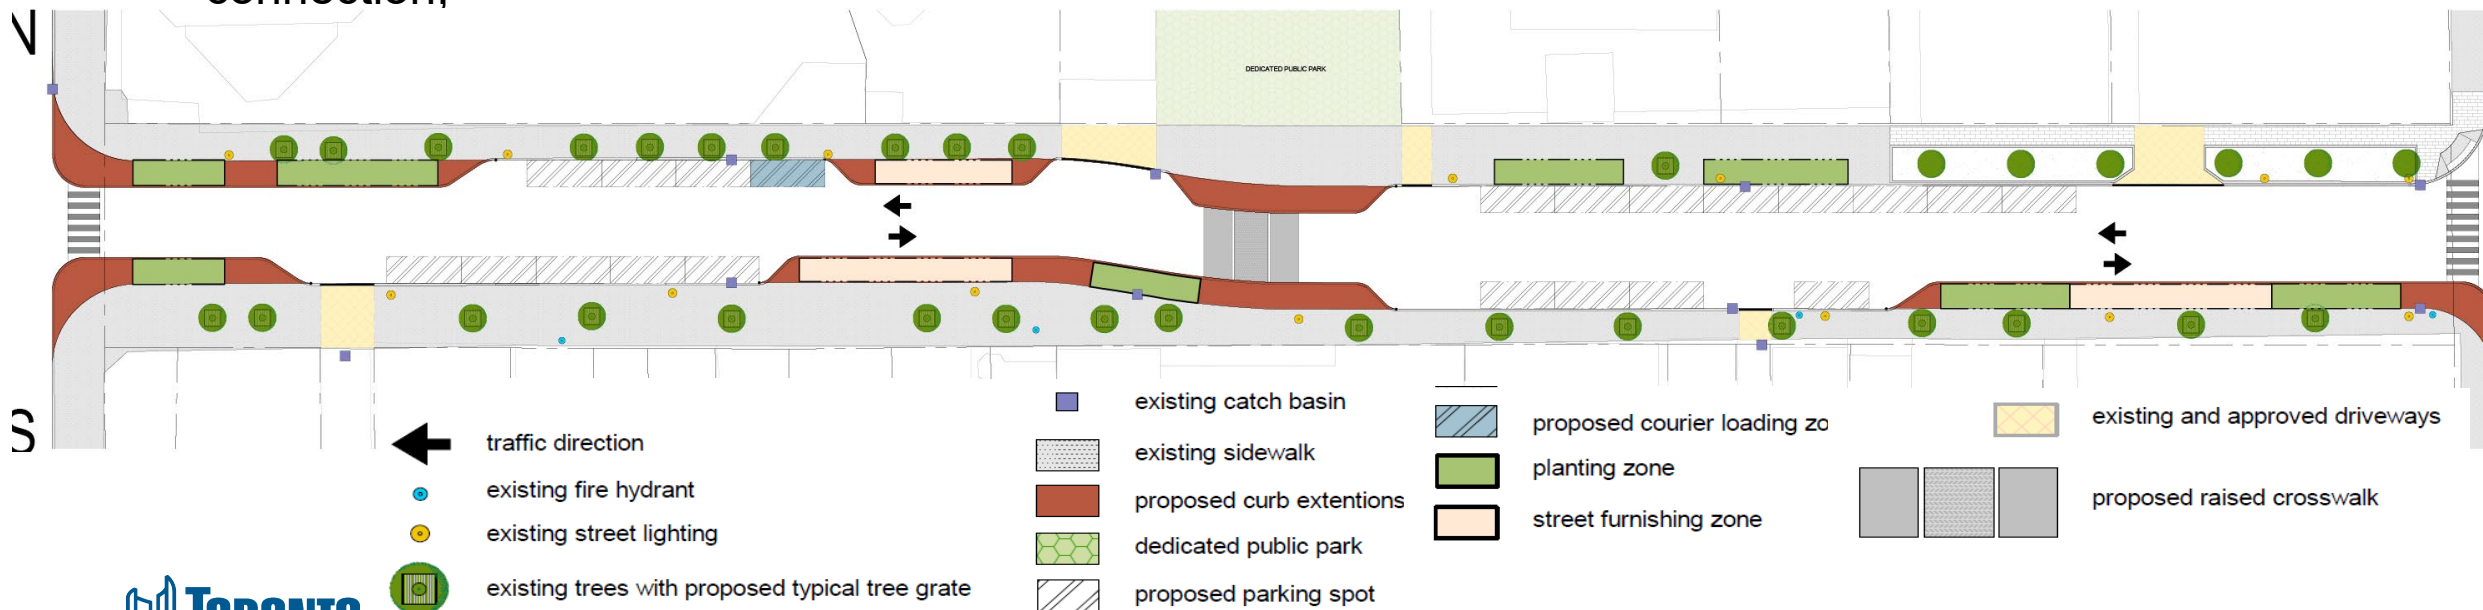 connection,
N
DEDICATED PUBLIC PARK
S
traffic direction
existing fire hydrant
existing street lighting
existing trees with proposed typical tree grate
existing catch basin
existing sidewalk
proposed curb extentions
dedicated public park
proposed parking spot
proposed courier loading zo
planting zone
street furnishing zone
existing and approved driveways
proposed raised crosswalk
TORONTO